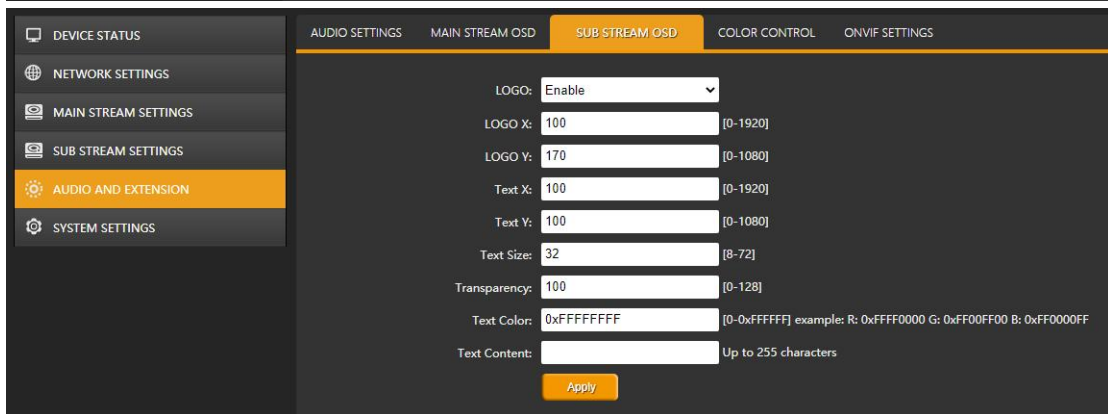 DEVICE STATUS
NETWORK SETTINGS
MAIN STREAM SETTINGS
SUB STREAM SETTINGS
AUDIO AND EXTENSION
SYSTEM SETTINGS
AUDIO SETTINGS MAIN STREAM OSD SUB STREAM OSD COLOR CONTROL ONVIF SETTINGS
LOGO: Enable
LOGO X: 100 [0-1920]
LOGO Y: 170 [0-1080]
Text X: 100 [0-1920]
Text Y: 100 [0-1080]
Text Size: 32 [8-72]
Transparency: 100 [0-128]
Text Color: 0xFFFFFFFF [0-0xFFFFFF] example: R: 0xFFFF0000 G: 0xFF00FF00 B: 0xFF0000FF
Text Content: Up to 255 characters
Apply